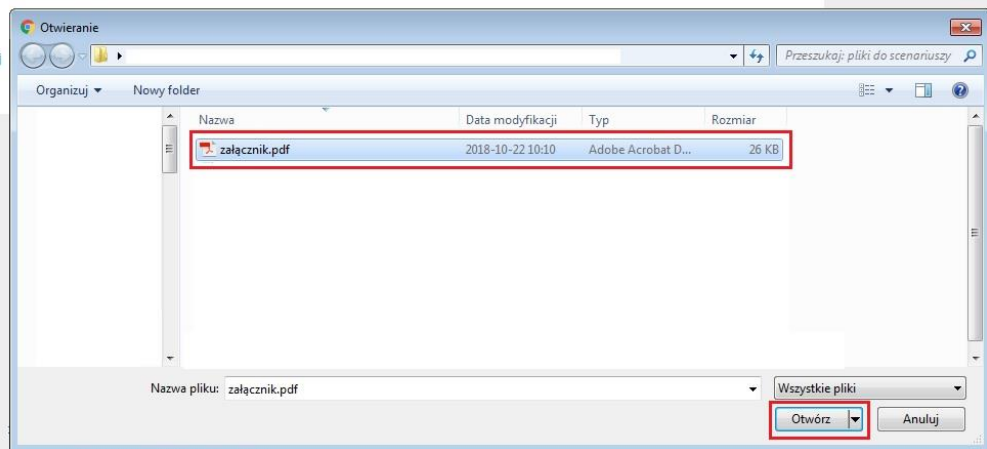 Otwieranie
Przeszukaj: pliki do scenariuszy
Organizuj Nowy folder
Nazwa Data modyfikacji Typ Rozmiar
załącznik.pdf 2018-10-22 10:10 Adobe Acrobat D... 26 KB
Nazwa pliku: załącznik.pdf Wszystkie pliki
Otwórz Anuluj